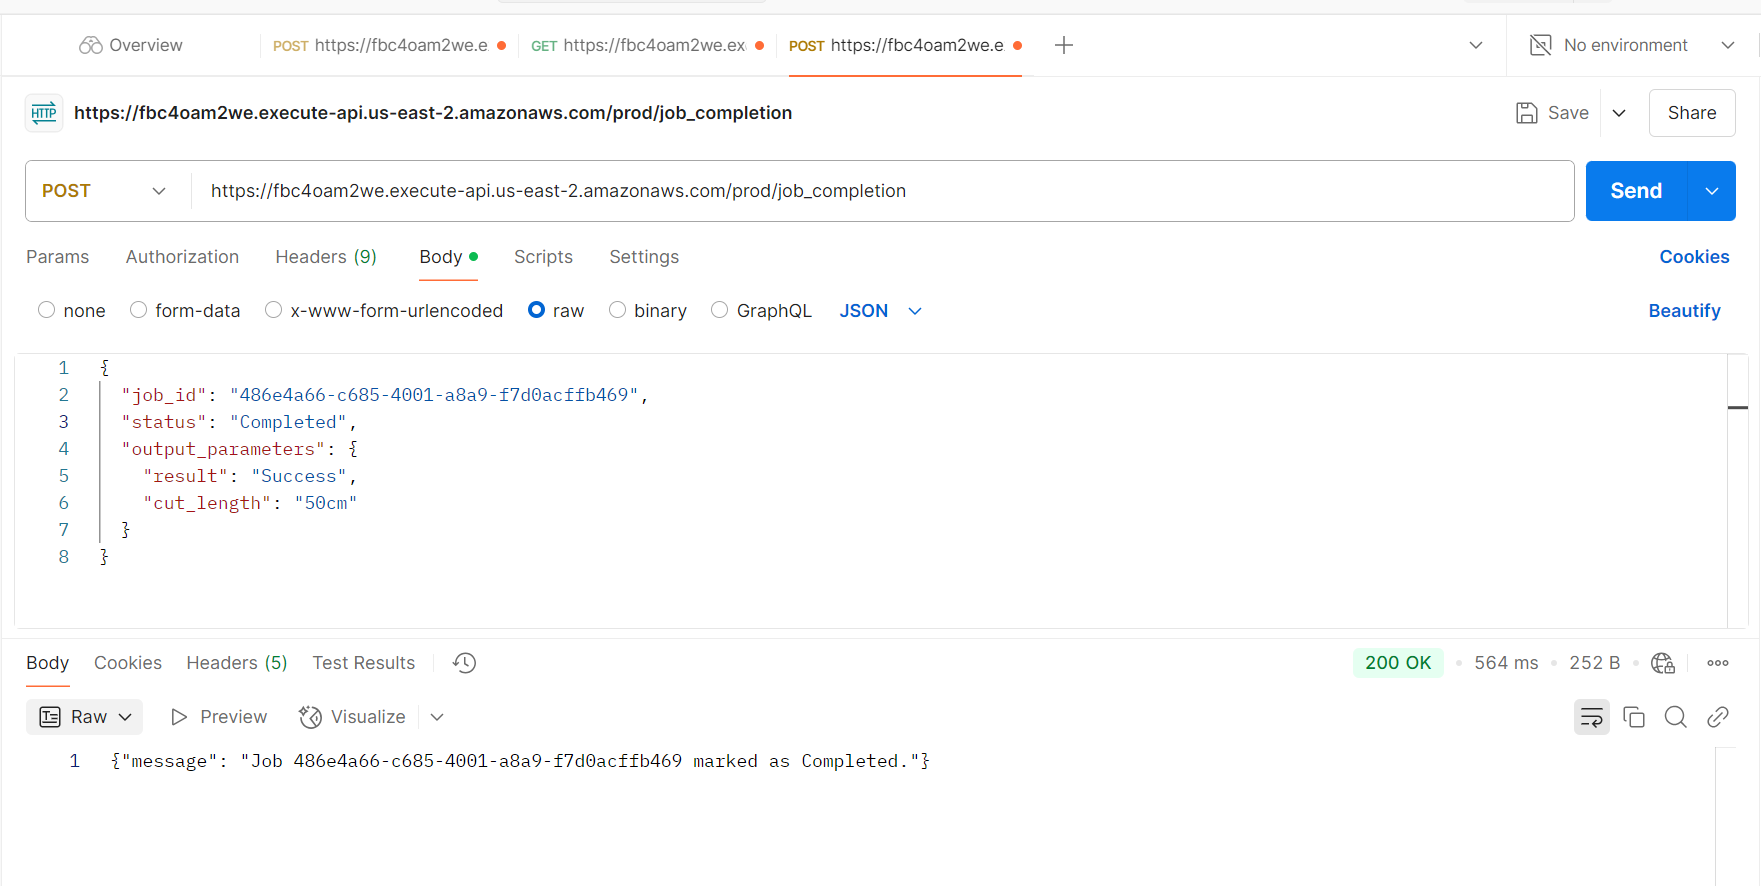 Overview
POST https://fbc4oam2we.e
GET https://fbc4oam2we.ex
POST https://fbc4oam2we.e
No environment
HTTP
https://fbc4oam2we.execute-api.us-east-2.amazonaws.com/prod/job_completion
Save
Share
POST
https://fbc4oam2we.execute-api.us-east-2.amazonaws.com/prod/job_completion
Send
Params Authorization Headers (9) Body Scripts Settings Cookies
none form-data x-www-form-urlencoded raw binary GraphQL JSON Beautify
1 {
2 "job_id": "486e4a66-c685-4001-a8a9-f7d0acffb469",
3 "status": "Completed",
4 "output_parameters": {
5 "result": "Success",
6 "cut_length": "50cm"
7 }
8 }
Body Cookies Headers (5) Test Results 200 OK 564 ms 252 B
Raw Preview Visualize
1 {"message": "Job 486e4a66-c685-4001-a8a9-f7d0acffb469 marked as Completed."}